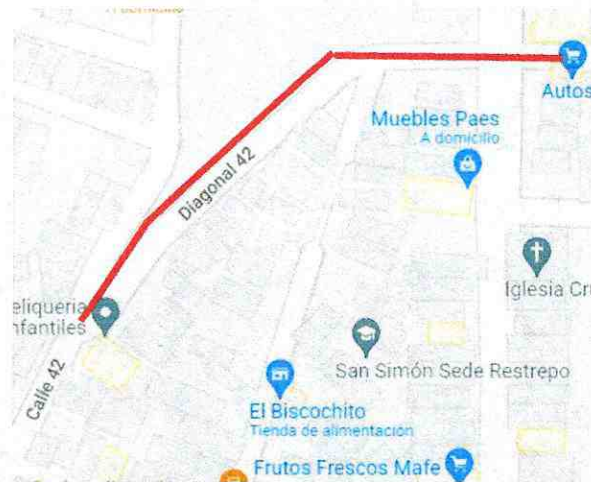 Autos
Muebles Paes
A domicilio
Diagonal 42
Iglesia Cru
eliqueria
nfantiles
San Simón Sede Restrepo
Calle 42
El Biscochito
Tienda de alimentación
Frutos Frescos Mafe